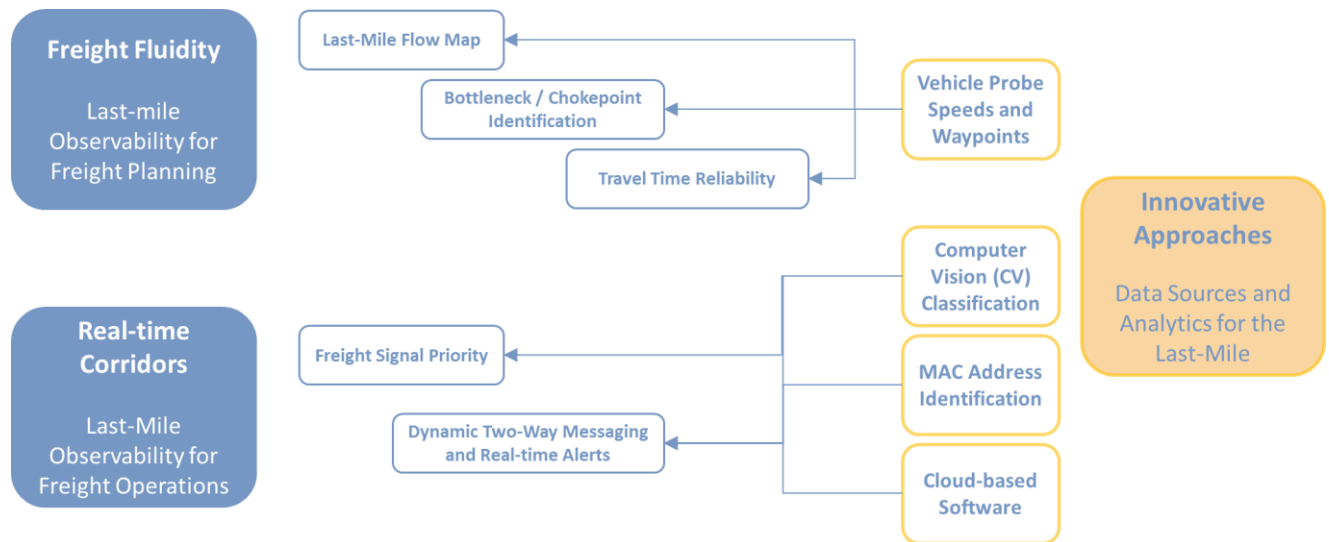 Freight Fluidity
Last-mile
Observability for
Freight Planning
Last-Mile Flow Map
Bottleneck / Chokepoint
Identification
Travel Time Reliability
Vehicle Probe
Speeds and
Waypoints
Innovative
Approaches
Data Sources and
Analytics for the
Last-Mile
Real-time
Corridors
Last-Mile
Observability for
Freight Operations
Freight Signal Priority
Dynamic Two-Way Messaging
and Real-time Alerts
Computer
Vision (CV)
Classification
MAC Address
Identification
Cloud-based
Software